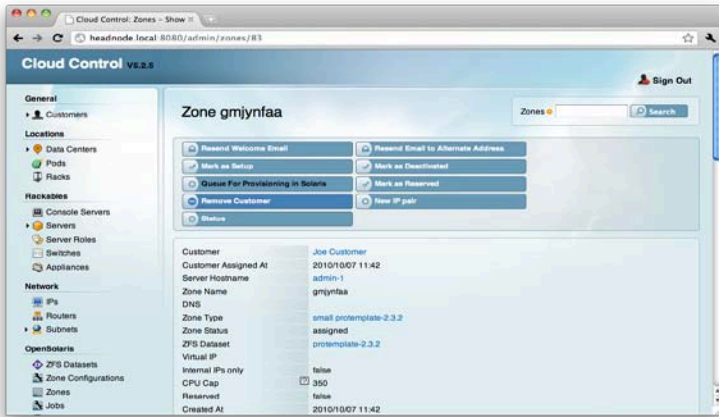 Cloud Control: Zones – Show
headnode.local:8080/admin/zones/83
Cloud Control
Sign Out
General
Customers
Locations
Data Centers
Pods
Racks
Rackables
Console Servers
Servers
Server Roles
Switches
Appliances
Network
IPs
Routers
Subnets
OpenSolaris
ZFS Datasets
Zone Configurations
Zones
Jobs
Zone gmjynfaa
Zones
Search
Resend Welcome Email
Resend Email to Alternate Address
Mark as Setup
Mark as Deactivated
Queue For Provisioning in Solaris
Mark as Reserved
Remove Customer
New IP pair
Status
Customer Joe Customer
Customer Assigned At 2010/10/07 11:42
Server Hostname admin-1
Zone Name gmjynfaa
DNS
Zone Type small protemplate-2.3.2
Zone Status assigned
ZFS Dataset protemplate-2.3.2
Virtual IP
Internal IPs only false
CPU Cap ? 350
Reserved false
Created At 2010/10/07 11:42